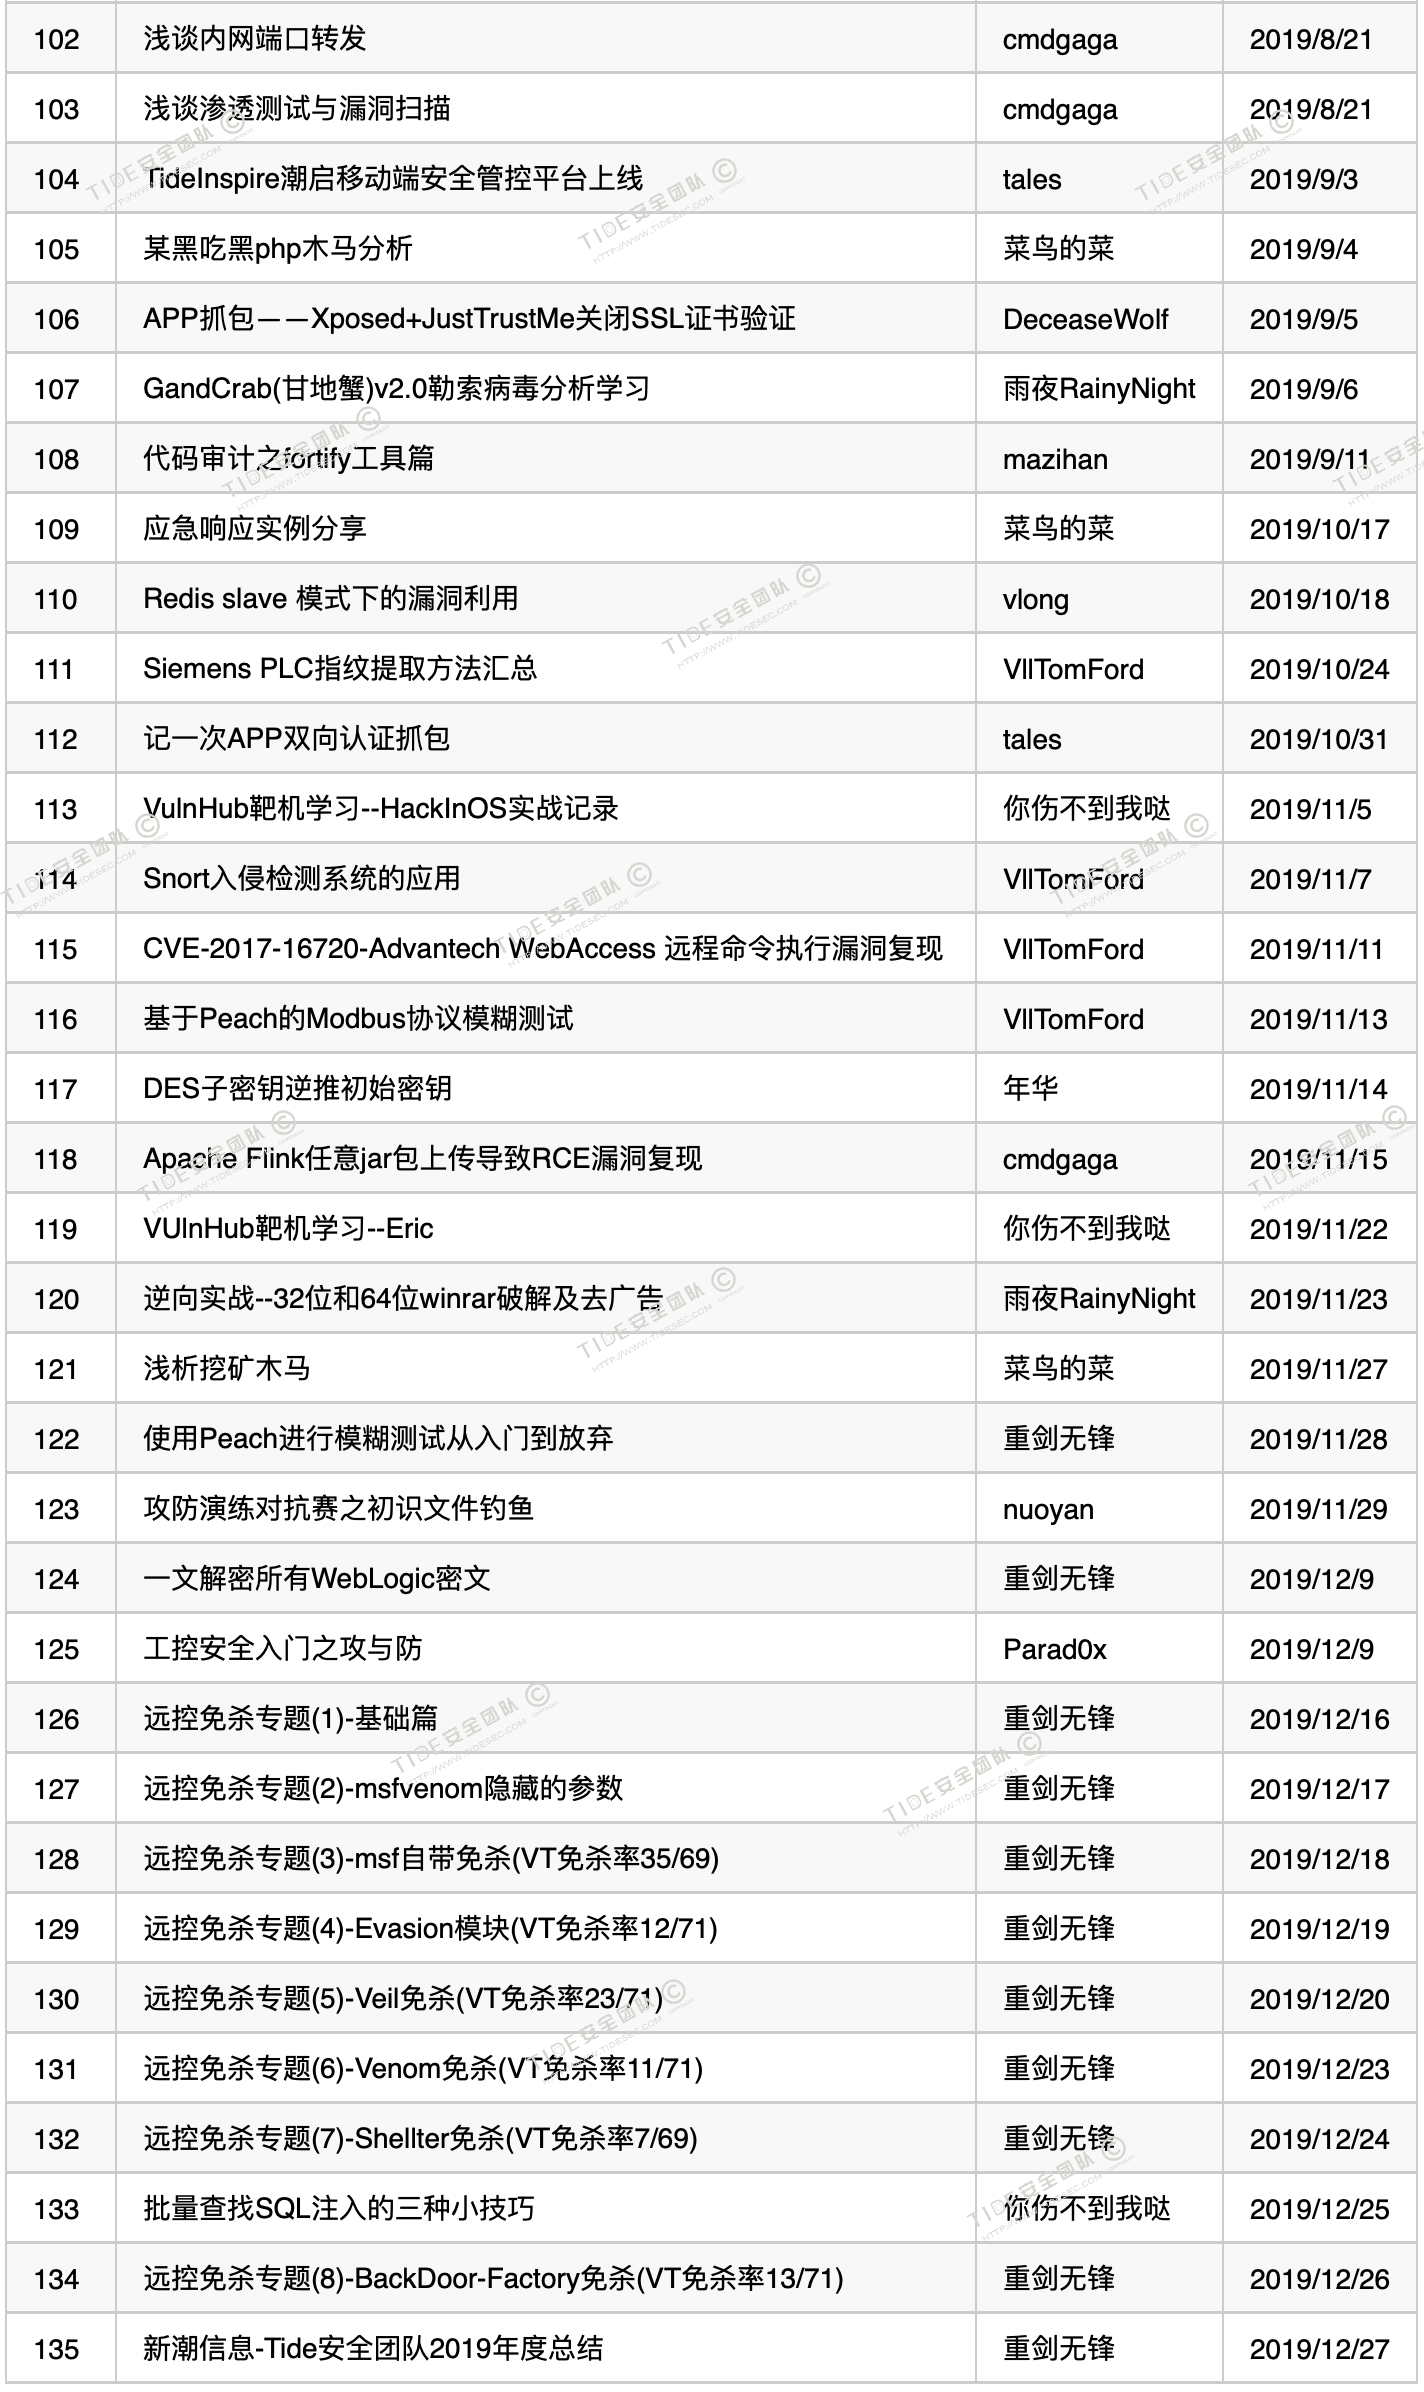 102 浅谈内网端口转发 cmdgaga 2019/8/21
103 浅谈渗透测试与漏洞扫描 cmdgaga 2019/8/21
104 TideInspire潮启移动端安全管控平台上线 tales 2019/9/3
105 某黑吃黑php木马分析 菜鸟的菜 2019/9/4
106 APP抓包——Xposed+JustTrustMe关闭SSL证书验证 DeceaseWolf 2019/9/5
107 GandCrab(甘地蟹)v2.0勒索病毒分析学习 雨夜RainyNight 2019/9/6
108 代码审计之fortify工具篇 mazihan 2019/9/11
109 应急响应实例分享 菜鸟的菜 2019/10/17
110 Redis slave 模式下的漏洞利用 vlong 2019/10/18
111 Siemens PLC指纹提取方法汇总 VllTomFord 2019/10/24
112 记一次APP双向认证抓包 tales 2019/10/31
113 VulnHub靶机学习--HackInOS实战记录 你伤不到我哒 2019/11/5
114 Snort入侵检测系统的应用 VllTomFord 2019/11/7
115 CVE-2017-16720-Advantech WebAccess 远程命令执行漏洞复现 VllTomFord 2019/11/11
116 基于Peach的Modbus协议模糊测试 VllTomFord 2019/11/13
117 DES子密钥逆推初始密钥 年华 2019/11/14
118 Apache Flink任意jar包上传导致RCE漏洞复现 cmdgaga 2019/11/15
119 VUlnHub靶机学习--Eric 你伤不到我哒 2019/11/22
120 逆向实战--32位和64位winrar破解及去广告 雨夜RainyNight 2019/11/23
121 浅析挖矿木马 菜鸟的菜 2019/11/27
122 使用Peach进行模糊测试从入门到放弃 重剑无锋 2019/11/28
123 攻防演练对抗赛之初识文件钓鱼 nuoyan 2019/11/29
124 一文解密所有WebLogic密文 重剑无锋 2019/12/9
125 工控安全入门之攻与防 Parad0x 2019/12/9
126 远控免杀专题(1)-基础篇 重剑无锋 2019/12/16
127 远控免杀专题(2)-msfvenom隐藏的参数 重剑无锋 2019/12/17
128 远控免杀专题(3)-msf自带免杀(VT免杀率35/69) 重剑无锋 2019/12/18
129 远控免杀专题(4)-Evasion模块(VT免杀率12/71) 重剑无锋 2019/12/19
130 远控免杀专题(5)-Veil免杀(VT免杀率23/71) 重剑无锋 2019/12/20
131 远控免杀专题(6)-Venom免杀(VT免杀率11/71) 重剑无锋 2019/12/23
132 远控免杀专题(7)-Shellter免杀(VT免杀率7/69) 重剑无锋 2019/12/24
133 批量查找SQL注入的三种小技巧 你伤不到我哒 2019/12/25
134 远控免杀专题(8)-BackDoor-Factory免杀(VT免杀率13/71) 重剑无锋 2019/12/26
135 新潮信息-Tide安全团队2019年度总结 重剑无锋 2019/12/27
TIDE安全团队 ©
HTTP://WWW.TIDESEC.COM